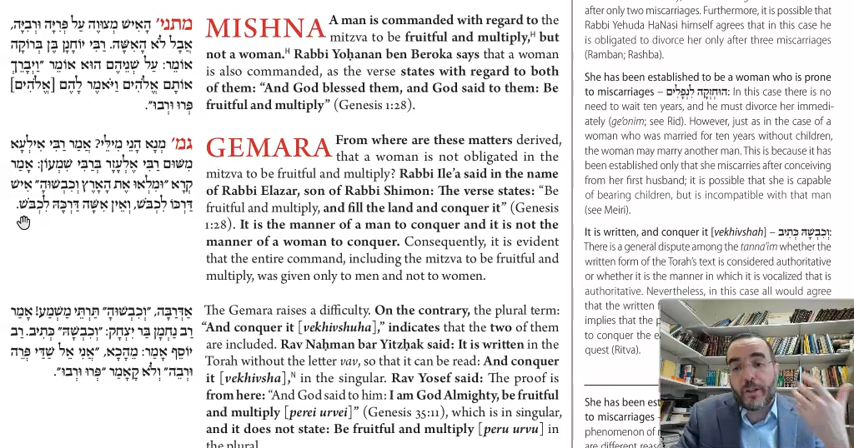 מתני׳ הָאִישׁ מְצֻוֶּוה עַל פְּרִיָּה וּרְבִיָּה,
אֲבָל לֹא הָאִשָּׁה. רַבִּי יוֹחָנָן בֶּן בְּרוֹקָה
אוֹמֵר: עַל שְׁנֵיהֶם הוּא אוֹמֵר ״וַיְבָרֶךְ
אוֹתָם אֱלֹהִים וַיֹּאמֶר לָהֶם [אֱלֹהִים]
פְּרוּ וּרְבוּ״.
MISHNA A man is commanded with regard to the
mitzva to be fruitful and multiply,H but
not a woman.H Rabbi Yoḥanan ben Beroka says that a woman
is also commanded, as the verse states with regard to both
of them: “And God blessed them, and God said to them: Be
fruitful and multiply” (Genesis 1:28).
גמ׳ מְנָא הָנֵי מִילֵּי? אָמַר רַבִּי אִילְעָא
מִשּׁוּם רַבִּי אֶלְעָזָר בְּרַבִּי שִׁמְעוֹן: אָמַר
קְרָא ״וּמִלְאוּ אֶת הָאָרֶץ וְכִבְשׁוּהָ״ אִישׁ
דַּרְכּוֹ לְכַבֵּשׁ, וְאֵין אִשָּׁה דַּרְכָּהּ לְכַבֵּשׁ.
GEMARA From where are these matters derived,
that a woman is not obligated in the
mitzva to be fruitful and multiply? Rabbi Ile’a said in the name
of Rabbi Elazar, son of Rabbi Shimon: The verse states: “Be
fruitful and multiply, and fill the land and conquer it” (Genesis
1:28). It is the manner of a man to conquer and it is not the
manner of a woman to conquer. Consequently, it is evident
that the entire command, including the mitzva to be fruitful and
multiply, was given only to men and not to women.
אַדְּרַבָּה, ״וְכִבְשׁוּהָ״ תַּרְתֵּי מַשְׁמַע! אָמַר
רַב נַחְמָן בַּר יִצְחָק: ״וְכִבְשָׁהּ״ כְּתִיב. רַב
יוֹסֵף אָמַר: מֵהָכָא, ״אֲנִי אֵל שַׁדַּי פְּרֵה
וּרְבֵה״ וְלֹא קָאָמַר ״פְּרוּ וּרְבוּ״.
The Gemara raises a difficulty. On the contrary, the plural term:
“And conquer it [vekhivshuha],” indicates that the two of them
are included. Rav Naḥman bar Yitzḥak said: It is written in the
Torah without the letter vav, so that it can be read: And conquer
it [vekhivsha],N in the singular. Rav Yosef said: The proof is
from here: “And God said to him: I am God Almighty, be fruitful
and multiply [perei urvei]” (Genesis 35:11), which is in singular,
and it does not state: Be fruitful and multiply [peru urvu] in
the plural.
after only two miscarriages. Furthermore, it is possible that
Rabbi Yehuda HaNasi himself agrees that in this case he
is obligated to divorce her only after three miscarriages
(Ramban; Rashba).
She has been established to be a woman who is prone
to miscarriages – הוּחְזְקָה לִנְפָלִים: In this case there is no
need to wait ten years, and he must divorce her immedi-
ately (ge’onim; see Rid). However, just as in the case of a
woman who was married for ten years without children,
the woman may marry another man. This is because it has
been established only that she miscarries after conceiving
from her first husband; it is possible that she is capable
of bearing children, but is incompatible with that man
(see Meiri).
It is written, and conquer it [vekhivshah] – וְכִבְשָׁהּ כְּתִיב:
There is a general dispute among the tanna’im whether the
written form of the Torah’s text is considered authoritative
or whether it is the manner in which it is vocalized that is
authoritative. Nevertheless, in this case all would agree
that the written
implies that the
to conquer the
quest (Ritva).
She has been
to miscarriages
phenomenon of
are different